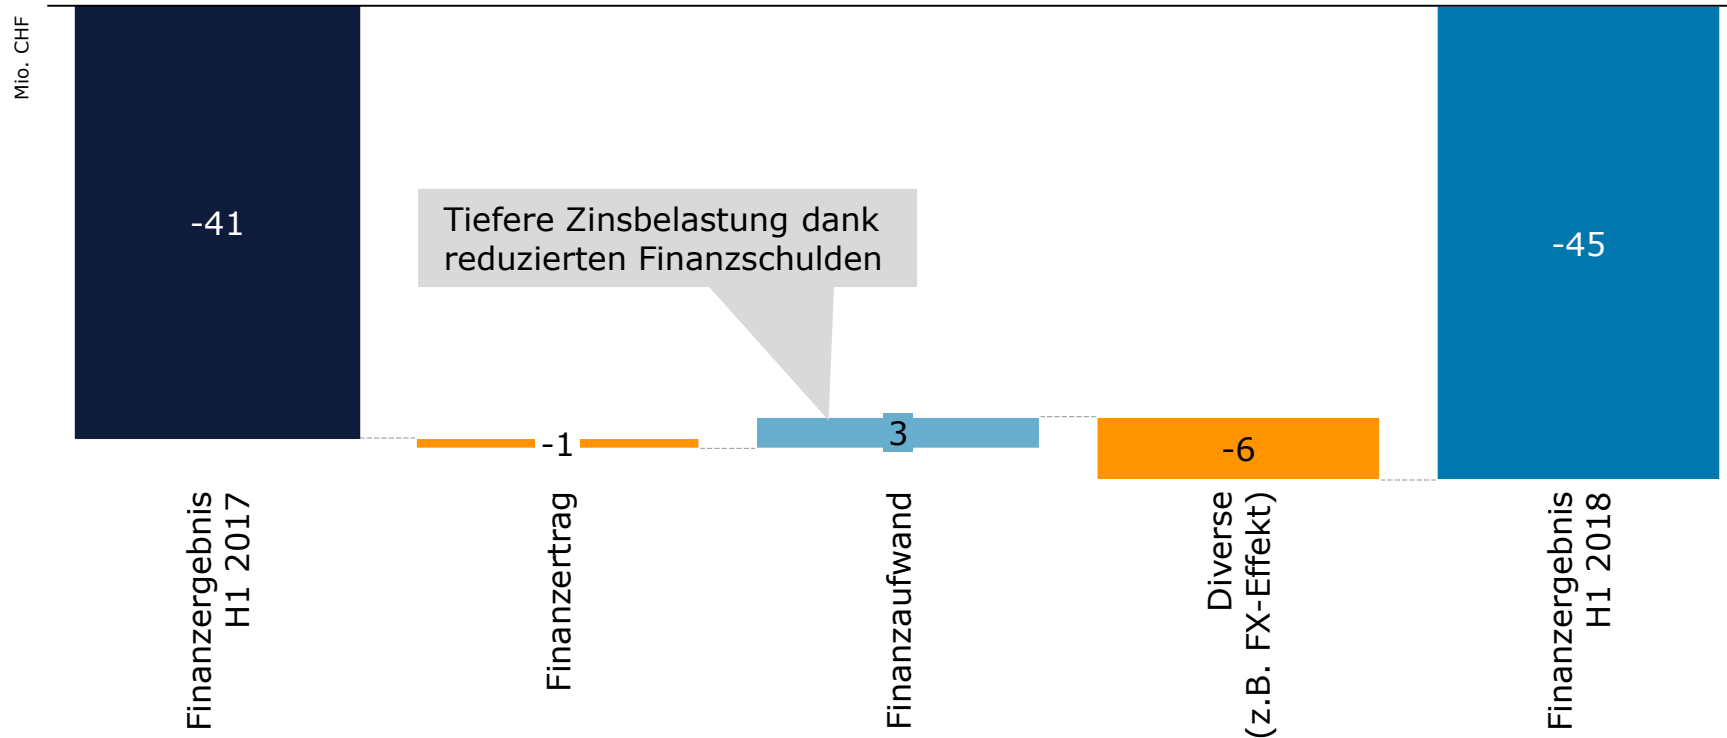 Mio. CHF
-41
Tiefere Zinsbelastung dank
reduzierten Finanzschulden
-45
-1
3
-6
Finanzergebnis
H1 2017
Finanzertrag
Finanzaufwand
Diverse
(z.B. FX-Effekt)
Finanzergebnis
H1 2018